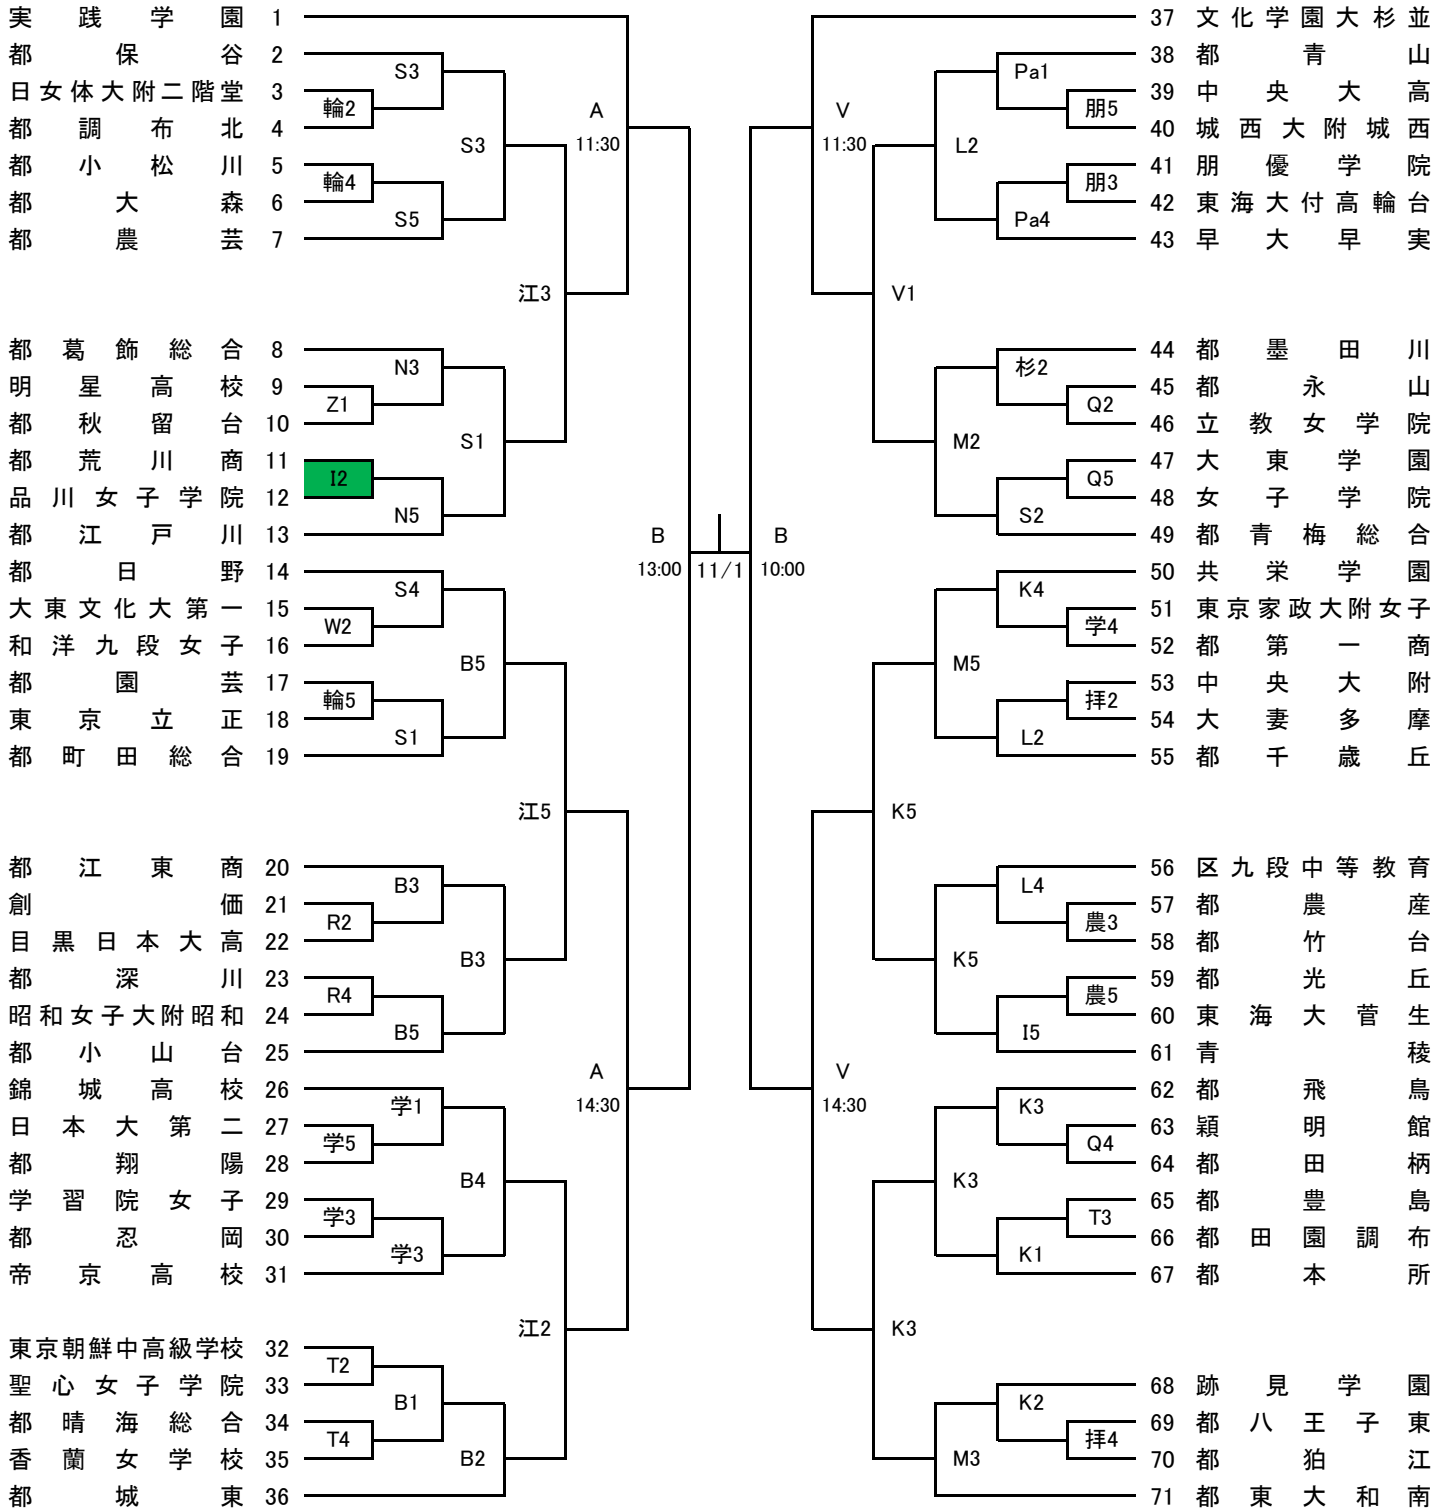 実践学園 1
都保谷 2
日女体大附二階堂 3
都調布北 4
都小松川 5
都大森 6
都農芸 7
都葛飾総合 8
明星高校 9
都秋留台 10
都荒川商 11
品川女子学院 12
都江戸川 13
都日野 14
大東文化大第一 15
和洋九段女子 16
都園芸 17
東京立正 18
都町田総合 19
都江東商 20
創価 21
目黒日本大高 22
都深川 23
昭和女子大附昭和 24
都小山台 25
錦城高校 26
日本大第二 27
都翔陽 28
学習院女子 29
都忍岡 30
帝京高校 31
東京朝鮮中高級学校 32
聖心女子学院 33
都晴海総合 34
香蘭女学校 35
都城東 36
輪2
輪4
Z1
I2
W2
輪5
R2
R4
学5
学3
T2
T4
S3
S5
N3
N5
S4
S1
B3
B5
学1
学3
B1
S3
S1
B5
B3
B4
B2
江3
江5
江2
A
11:30
A
14:30
B
13:00
11/1
B
10:00
V
11:30
V
14:30
V1
K5
K3
L2
M2
M5
K5
K3
M3
Pa1
Pa4
杉2
S2
K4
L2
L4
I5
K3
K1
K2
朋5
朋3
Q2
Q5
学4
拝2
農3
農5
Q4
T3
拝4
37 文化学園大杉並
38 都青山
39 中央大高
40 城西大附城西
41 朋優学院
42 東海大付高輪台
43 早大早実
44 都墨田川
45 都永山
46 立教女学院
47 大東学園
48 女子学院
49 都青梅総合
50 共栄学園
51 東京家政大附女子
52 都第一商
53 中央大附
54 大妻多摩
55 都千歳丘
56 区九段中等教育
57 都農産
58 都竹台
59 都光丘
60 東海大菅生
61 青稜
62 都飛鳥
63 穎明館
64 都田柄
65 都豊島
66 都田園調布
67 都本所
68 跡見学園
69 都八王子東
70 都狛江
71 都東大和南